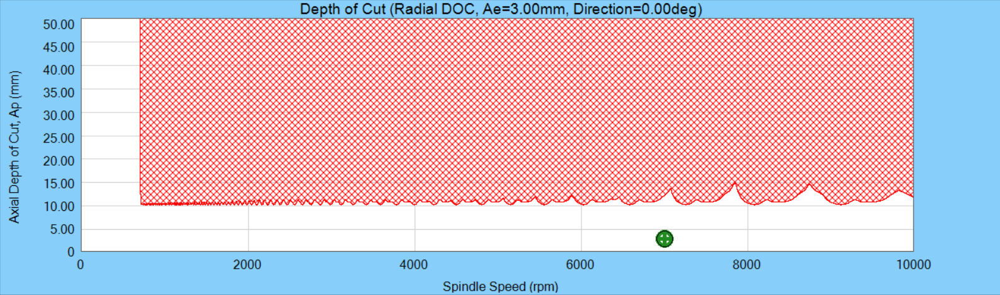 Depth of Cut (Radial DOC, Ae=3.00mm, Direction=0.00deg)
Axial Depth of Cut, Ap (mm)
50.00
45.00
40.00
35.00
30.00
25.00
20.00
15.00
10.00
5.00
0
0 2000 4000 6000 8000 10000
Spindle Speed (rpm)